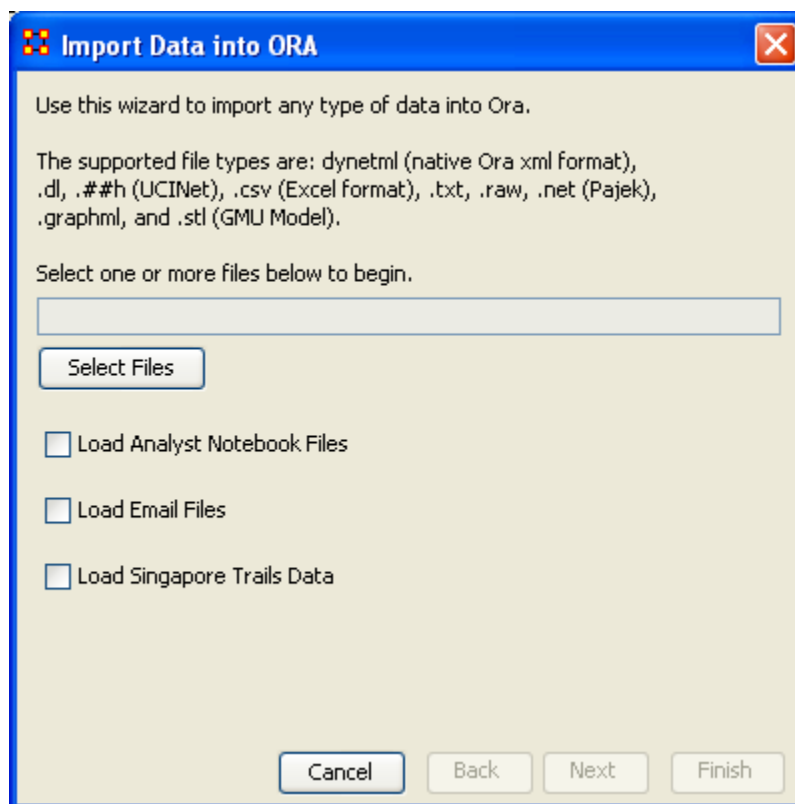 Import Data into ORA
Use this wizard to import any type of data into Ora.
The supported file types are: dynetml (native Ora xml format),
.dl, .##h (UCINet), .csv (Excel format), .txt, .raw, .net (Pajek),
.graphml, and .stl (GMU Model).
Select one or more files below to begin.
Select Files
Load Analyst Notebook Files
Load Email Files
Load Singapore Trails Data
Cancel Back Next Finish